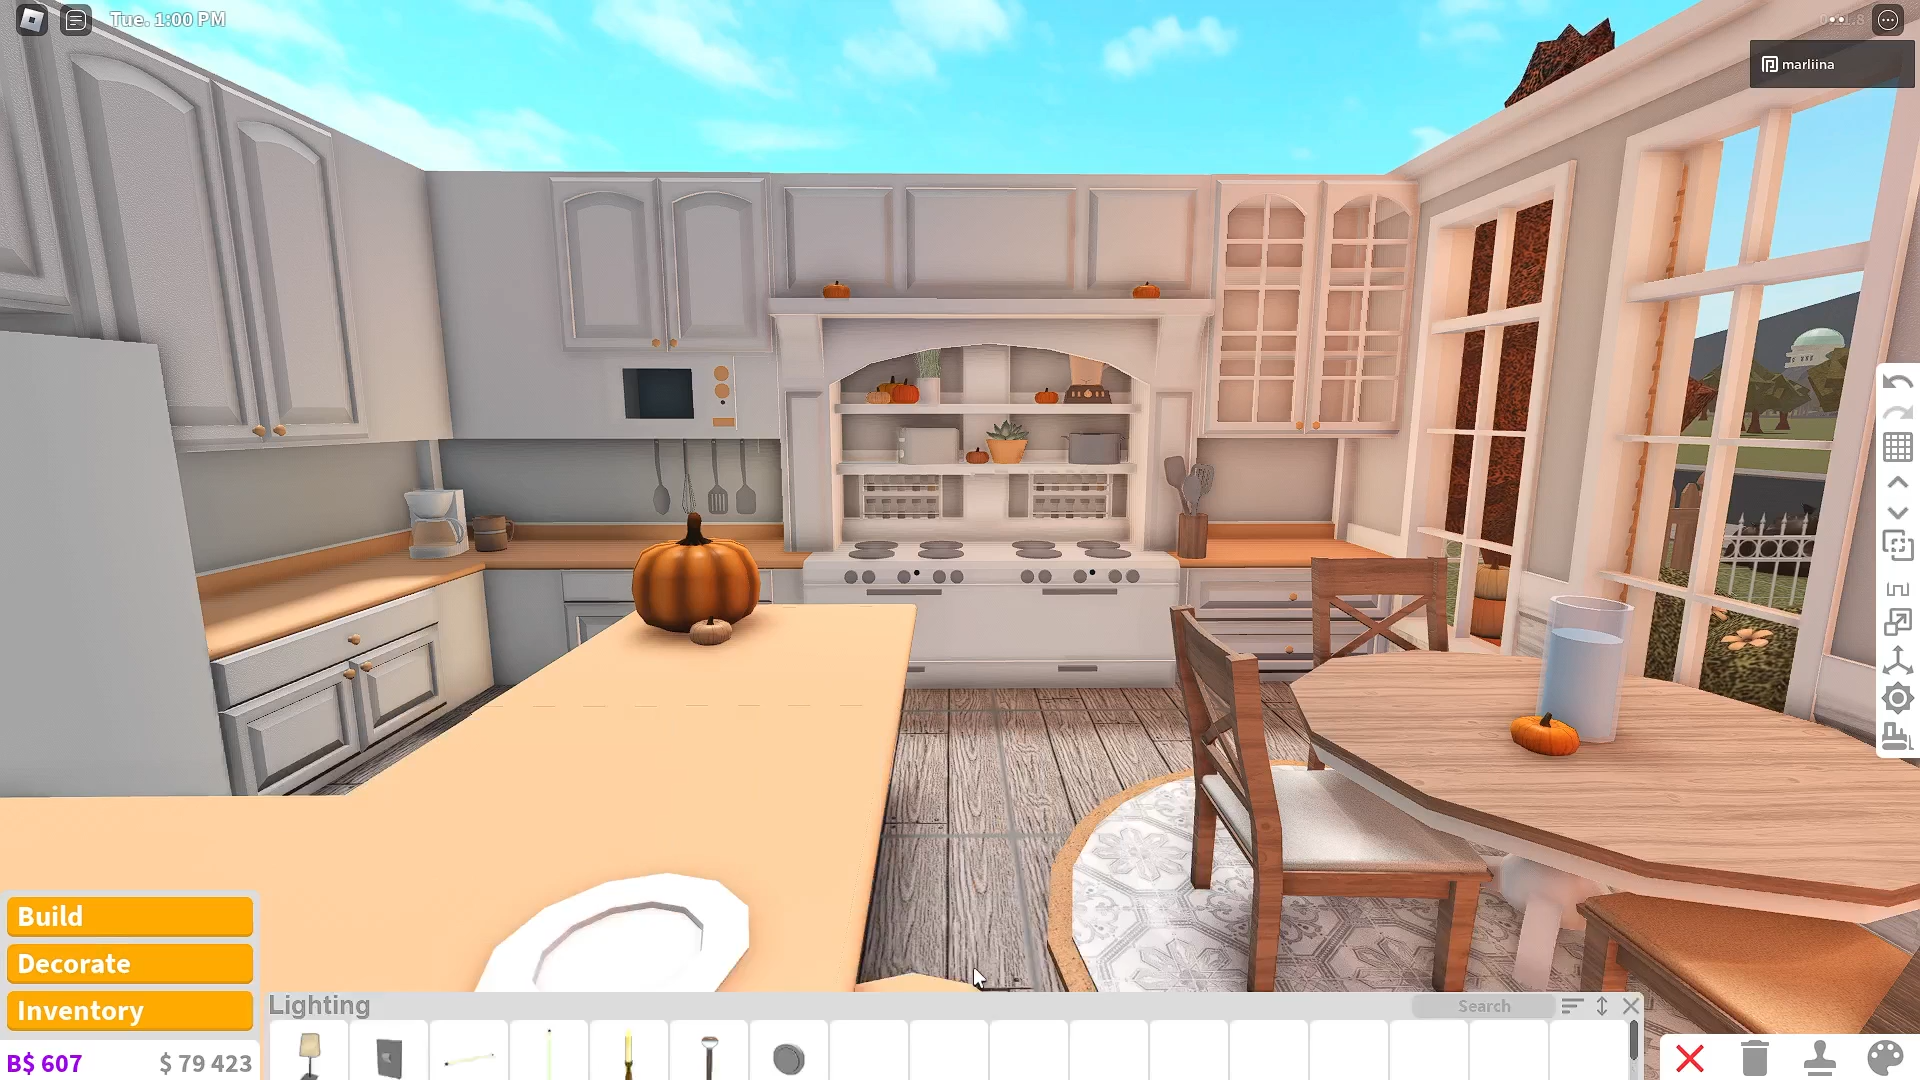 Tue. 1:00 PM
marliina
Build
Decorate
Inventory
B$ 607
$ 79 423
Lighting
Search